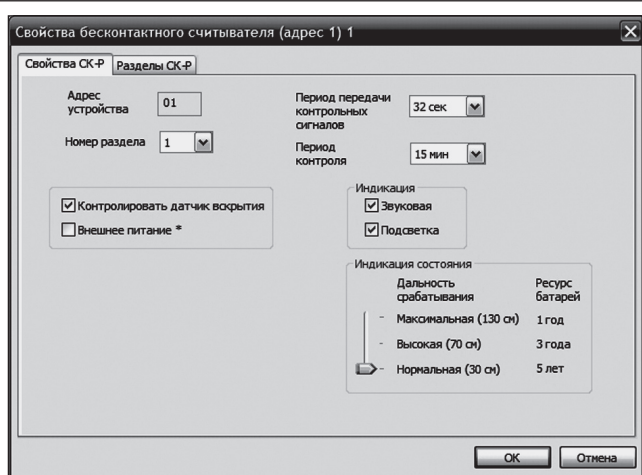 Свойства бесконтактного считывателя (адрес 1) 1
Свойства СК-Р
Разделы СК-Р
Адрес
устройства
01
Номер раздела
1
Период передачи
контрольных
сигналов
32 сек
Период
контроля
15 мин
Контролировать датчик вскрытия
Внешнее питание *
Индикация
Звуковая
Подсветка
Индикация состояния
Дальность
срабатывания
Ресурс
батарей
Максимальная (130 см)
1 год
Высокая (70 см)
3 года
Нормальная (30 см)
5 лет
ОК
Отмена